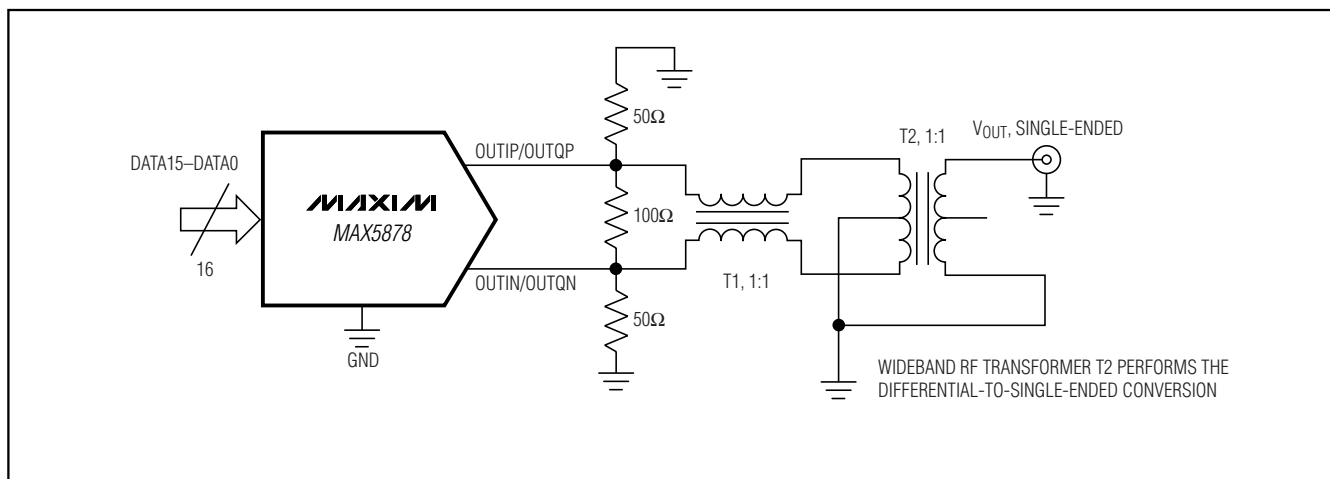 50Ω
T2, 1:1
VOUT, SINGLE-ENDED
DATA15–DATA0
OUTIP/OUTQP
MAXIM
MAX5878
100Ω
16
OUTIN/OUTQN
T1, 1:1
50Ω
GND
WIDEBAND RF TRANSFORMER T2 PERFORMS THE
DIFFERENTIAL-TO-SINGLE-ENDED CONVERSION